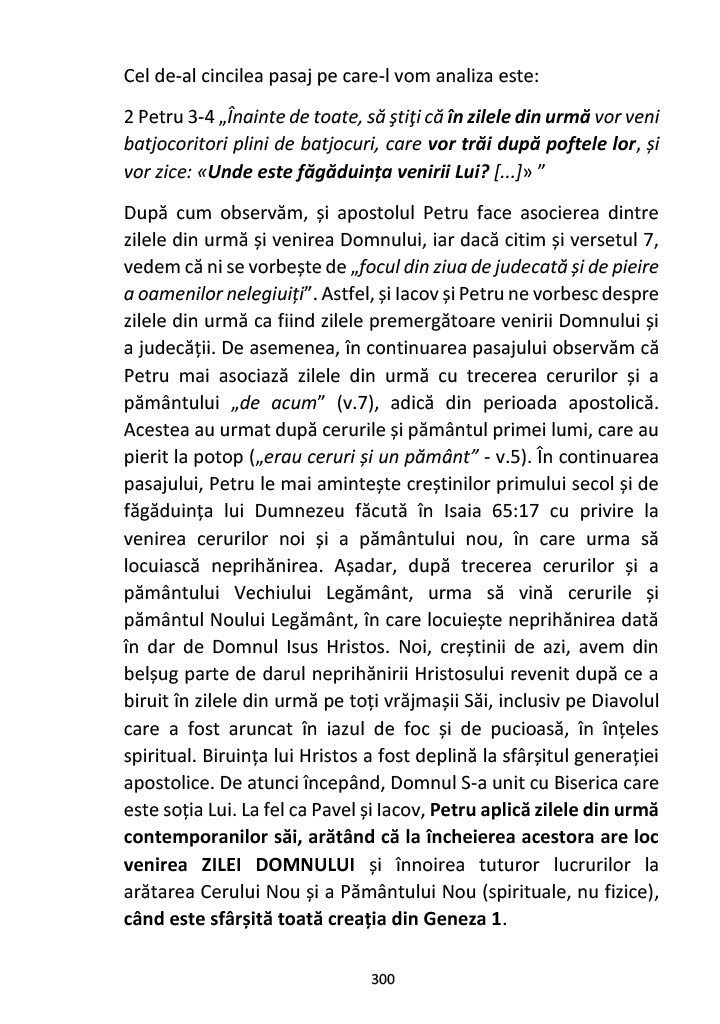 Cel de-al cincilea pasaj pe care-l vom analiza este:
2 Petru 3-4 „Înainte de toate, să ştiţi că în zilele din urmă vor veni
batjocoritori plini de batjocuri, care vor trăi după poftele lor, și
vor zice: «Unde este făgăduința venirii Lui? [...]» ”
După cum observăm, și apostolul Petru face asocierea dintre
zilele din urmă și venirea Domnului, iar dacă citim și versetul 7,
vedem că ni se vorbește de „focul din ziua de judecată și de pieire
a oamenilor nelegiuiți”. Astfel, și Iacov și Petru ne vorbesc despre
zilele din urmă ca fiind zilele premergătoare venirii Domnului și
a judecății. De asemenea, în continuarea pasajului observăm că
Petru mai asociază zilele din urmă cu trecerea cerurilor și a
pământului „de acum” (v.7), adică din perioada apostolică.
Acestea au urmat după cerurile și pământul primei lumi, care au
pierit la potop („erau ceruri și un pământ” - v.5). În continuarea
pasajului, Petru le mai amintește creștinilor primului secol și de
făgăduința lui Dumnezeu făcută în Isaia 65:17 cu privire la
venirea cerurilor noi și a pământului nou, în care urma să
locuiască neprihănirea. Așadar, după trecerea cerurilor și a
pământului Vechiului Legământ, urma să vină cerurile și
pământul Noului Legământ, în care locuiește neprihănirea dată
în dar de Domnul Isus Hristos. Noi, creștinii de azi, avem din
belșug parte de darul neprihănirii Hristosului revenit după ce a
biruit în zilele din urmă pe toți vrăjmașii Săi, inclusiv pe Diavolul
care a fost aruncat în iazul de foc și de pucioasă, în înțeles
spiritual. Biruința lui Hristos a fost deplină la sfârșitul generației
apostolice. De atunci începând, Domnul S-a unit cu Biserica care
este soția Lui. La fel ca Pavel și Iacov, Petru aplică zilele din urmă
contemporanilor săi, arătând că la încheierea acestora are loc
venirea ZILEI DOMNULUI și înnoirea tuturor lucrurilor la
arătarea Cerului Nou și a Pământului Nou (spirituale, nu fizice),
când este sfârșită toată creația din Geneza 1.
300